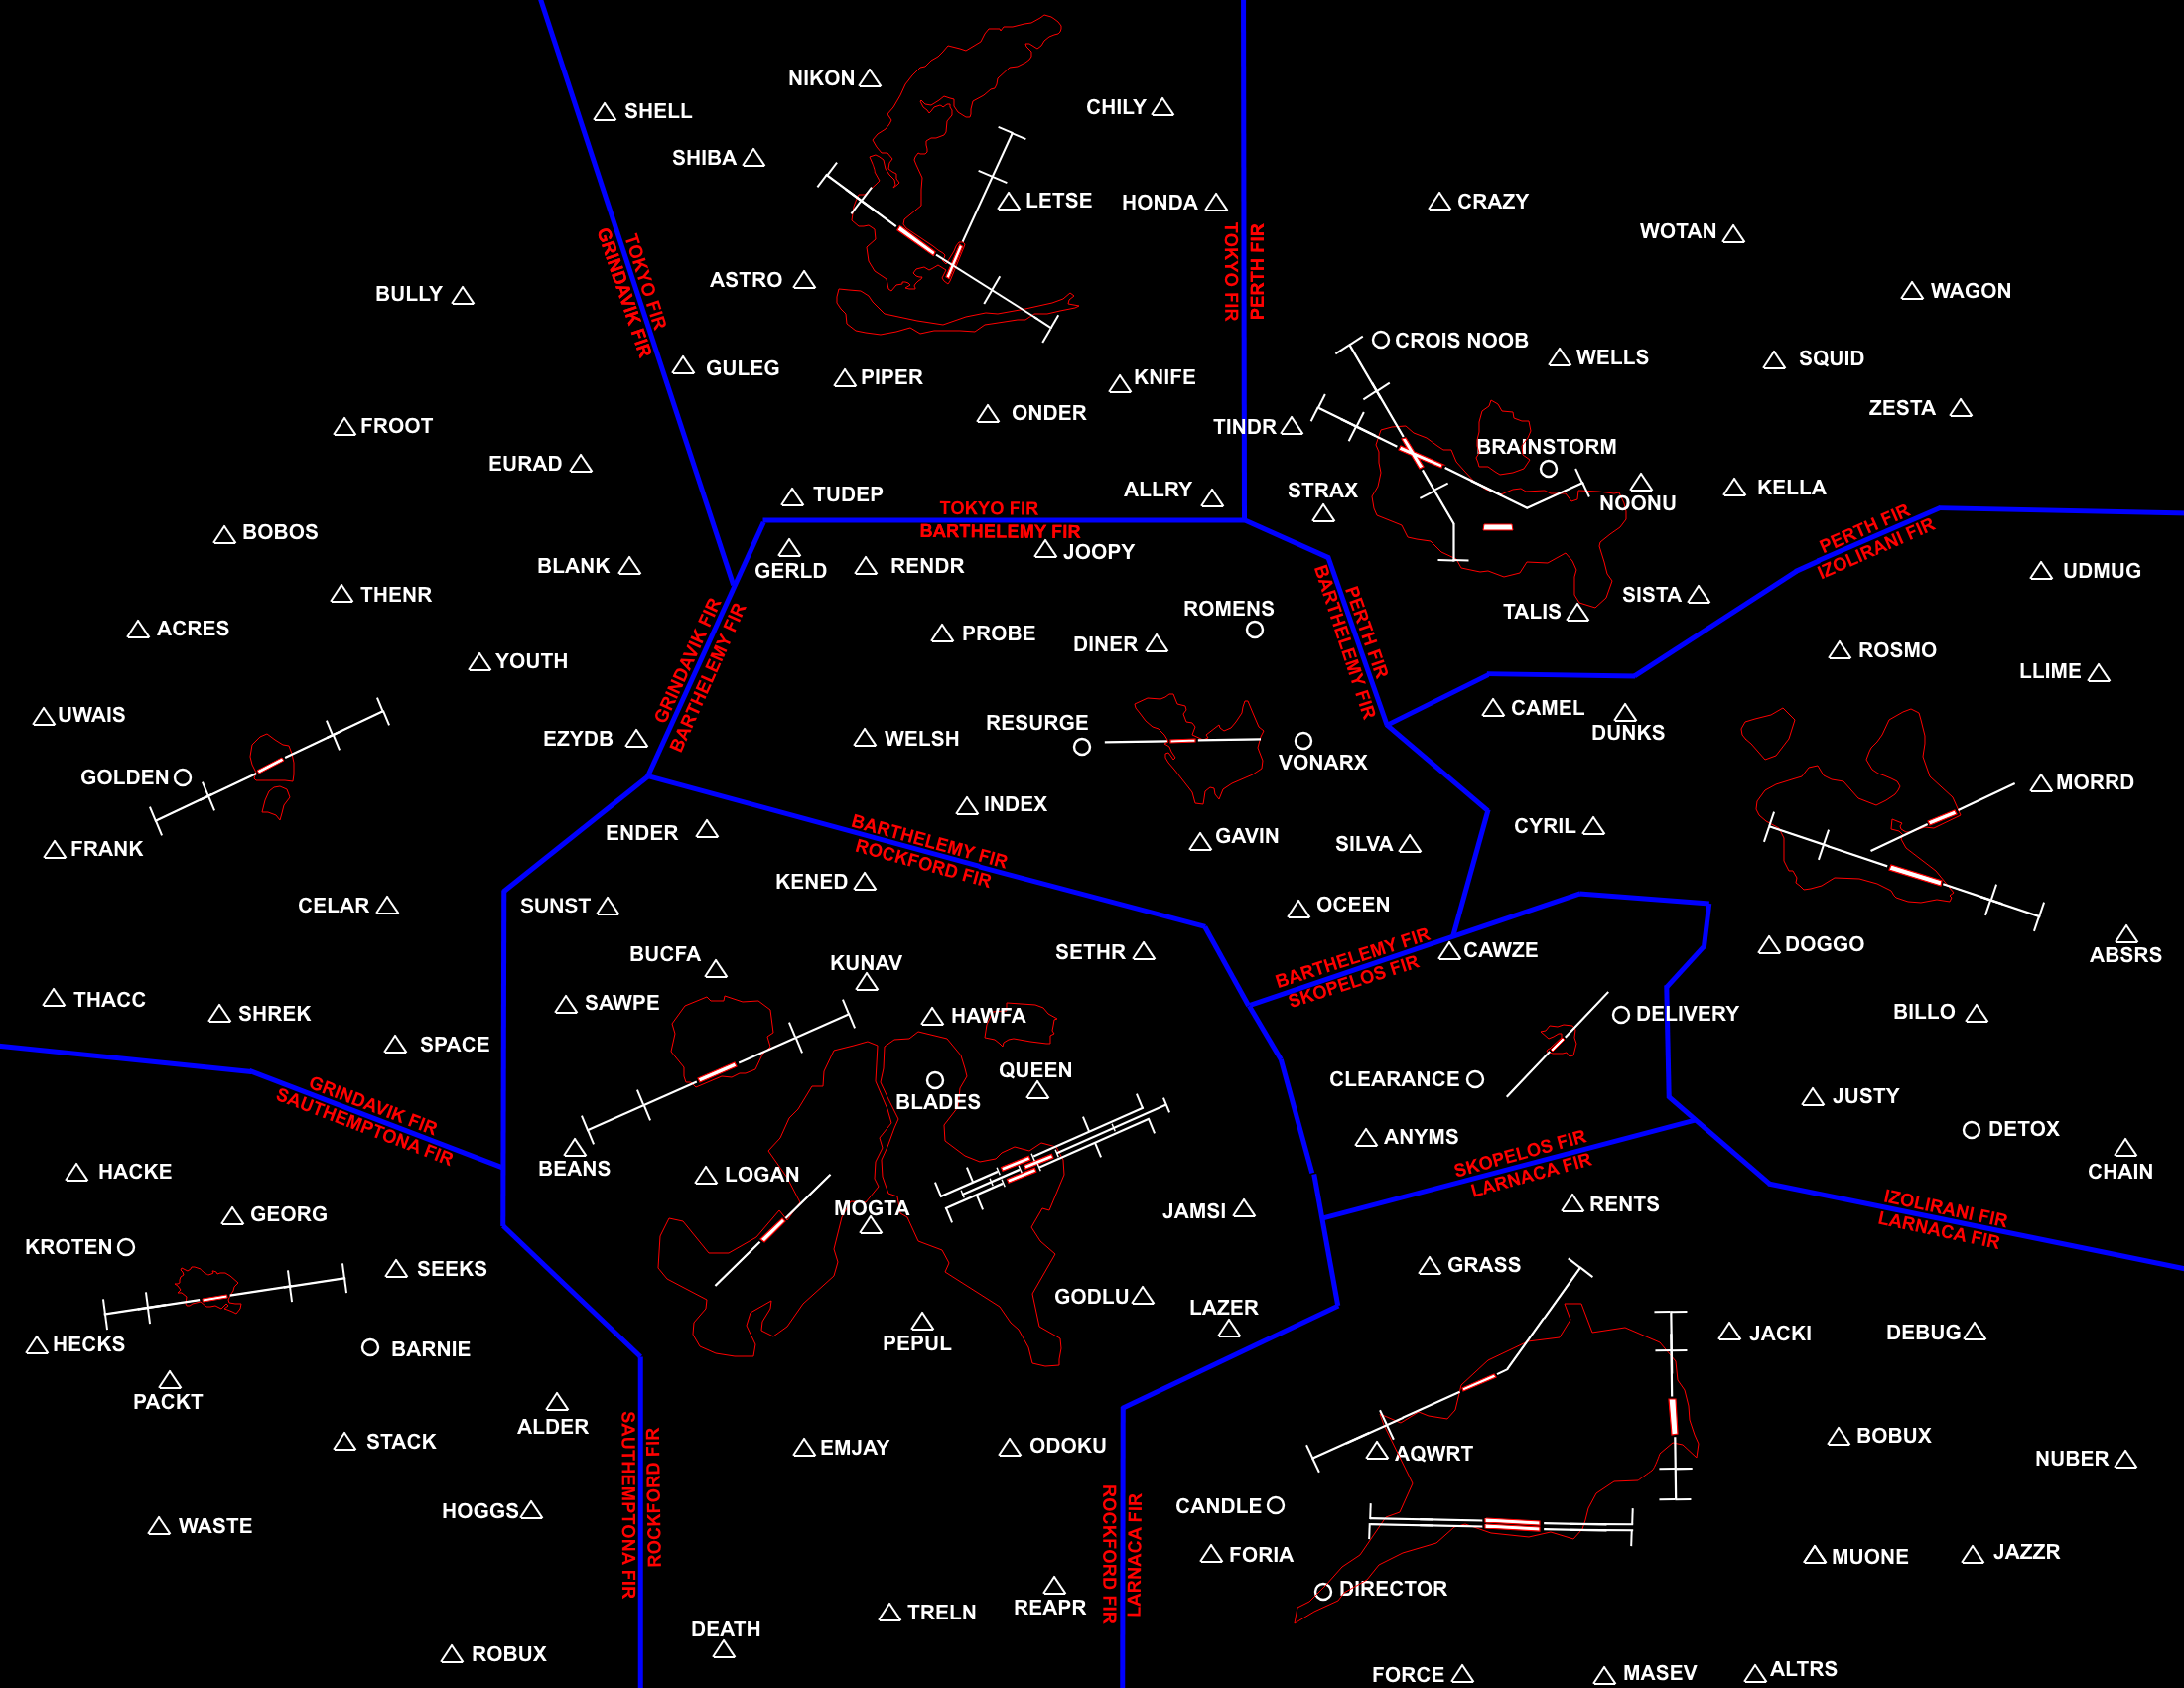 NIKON
SHELL
CHILY
SHIBA
LETSE
HONDA
CRAZY
WOTAN
TOKYO FIR
GRINDAVIK FIR
TOKYO FIR
PERTH FIR
ASTRO
BULLY
WAGON
CROIS NOOB
WELLS
SQUID
GULEG
PIPER
KNIFE
ONDER
ZESTA
FROOT
TINDR
BRAINSTORM
EURAD
TUDEP
ALLRY
STRAX
NOONU
KELLA
TOKYO FIR
BARTHELEMY FIR
PERTH FIR
IZOLIRANI FIR
BOBOS
BLANK
GERLD
RENDR
JOOPY
UDMUG
THENR
ROMENS
TALIS
SISTA
ACRES
GRINDAVIK FIR
BARTHELEMY FIR
PROBE
DINER
PERTH FIR
BARTHELEMY FIR
ROSMO
LLIME
YOUTH
UWAIS
EZYDB
WELSH
RESURGE
VONARX
CAMEL
DUNKS
GOLDEN
MORRD
INDEX
ENDER
GAVIN
SILVA
CYRIL
FRANK
BARTHELEMY FIR
ROCKFORD FIR
KENED
CELAR
SUNST
OCEEN
BUCFA
KUNAV
SETHR
BARTHELEMY FIR
SKOPELOS FIR
CAWZE
DOGGO
ABSRS
THACC
SHREK
SAWPE
HAWFA
DELIVERY
BILLO
SPACE
QUEEN
BLADES
CLEARANCE
JUSTY
GRINDAVIK FIR
SAUTHEMPTONA FIR
ANYMS
DETOX
BEANS
LOGAN
SKOPELOS FIR
LARNACA FIR
CHAIN
HACKE
GEORG
MOGTA
JAMSI
RENTS
IZOLIRANI FIR
LARNACA FIR
KROTEN
SEEKS
GRASS
GODLU
LAZER
HECKS
BARNIE
PEPUL
JACKI
DEBUG
PACKT
ALDER
STACK
EMJAY
ODOKU
AQWRT
BOBUX
NUBER
SAUTHEMPTONA FIR
ROCKFORD FIR
ROCKFORD FIR
LARNACA FIR
HOGGS
CANDLE
WASTE
FORIA
MUONE
JAZZR
DIRECTOR
TRELN
REAPR
DEATH
ROBUX
FORCE
MASEV
ALTRS